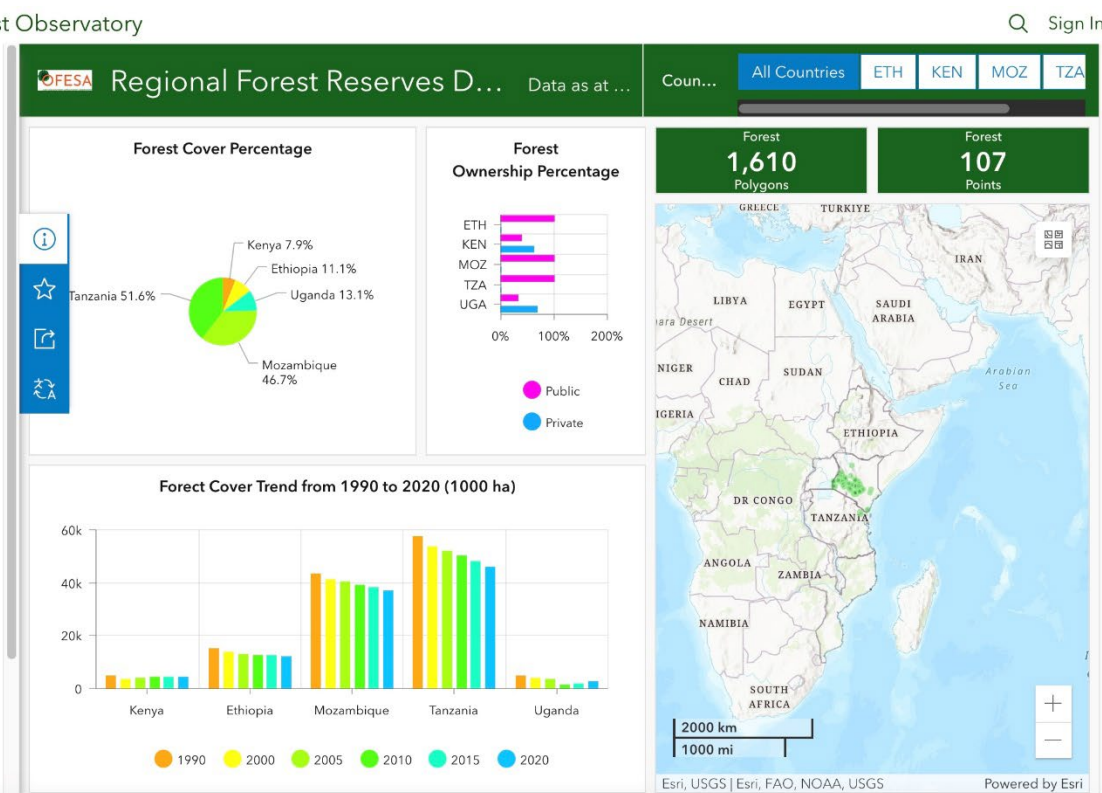 st Observatory
Sign In
OFESA
Regional Forest Reserves D...
Data as at ...
Coun...
All Countries
ETH
KEN
MOZ
TZA
Forest Cover Percentage
Kenya 7.9%
Ethiopia 11.1%
Tanzania 51.6%
Uganda 13.1%
Mozambique
46.7%
Forest
Ownership Percentage
ETH
KEN
MOZ
TZA
UGA
0%
100%
200%
Public
Private
Forest
1,610
Polygons
Forest
107
Points
GREECE
TÜRKIYE
IRAN
LIBYA
EGYPT
SAUDI
ARABIA
ara Desert
NIGER
CHAD
SUDAN
Arabian
Sea
IGERIA
ETHIOPIA
DR CONGO
TANZANIA
ANGOLA
ZAMBIA
NAMIBIA
SOUTH
AFRICA
2000 km
1000 mi
+
−
Esri, USGS | Esri, FAO, NOAA, USGS
Powered by Esri
Forect Cover Trend from 1990 to 2020 (1000 ha)
60k
40k
20k
0
Kenya
Ethiopia
Mozambique
Tanzania
Uganda
1990
2000
2005
2010
2015
2020